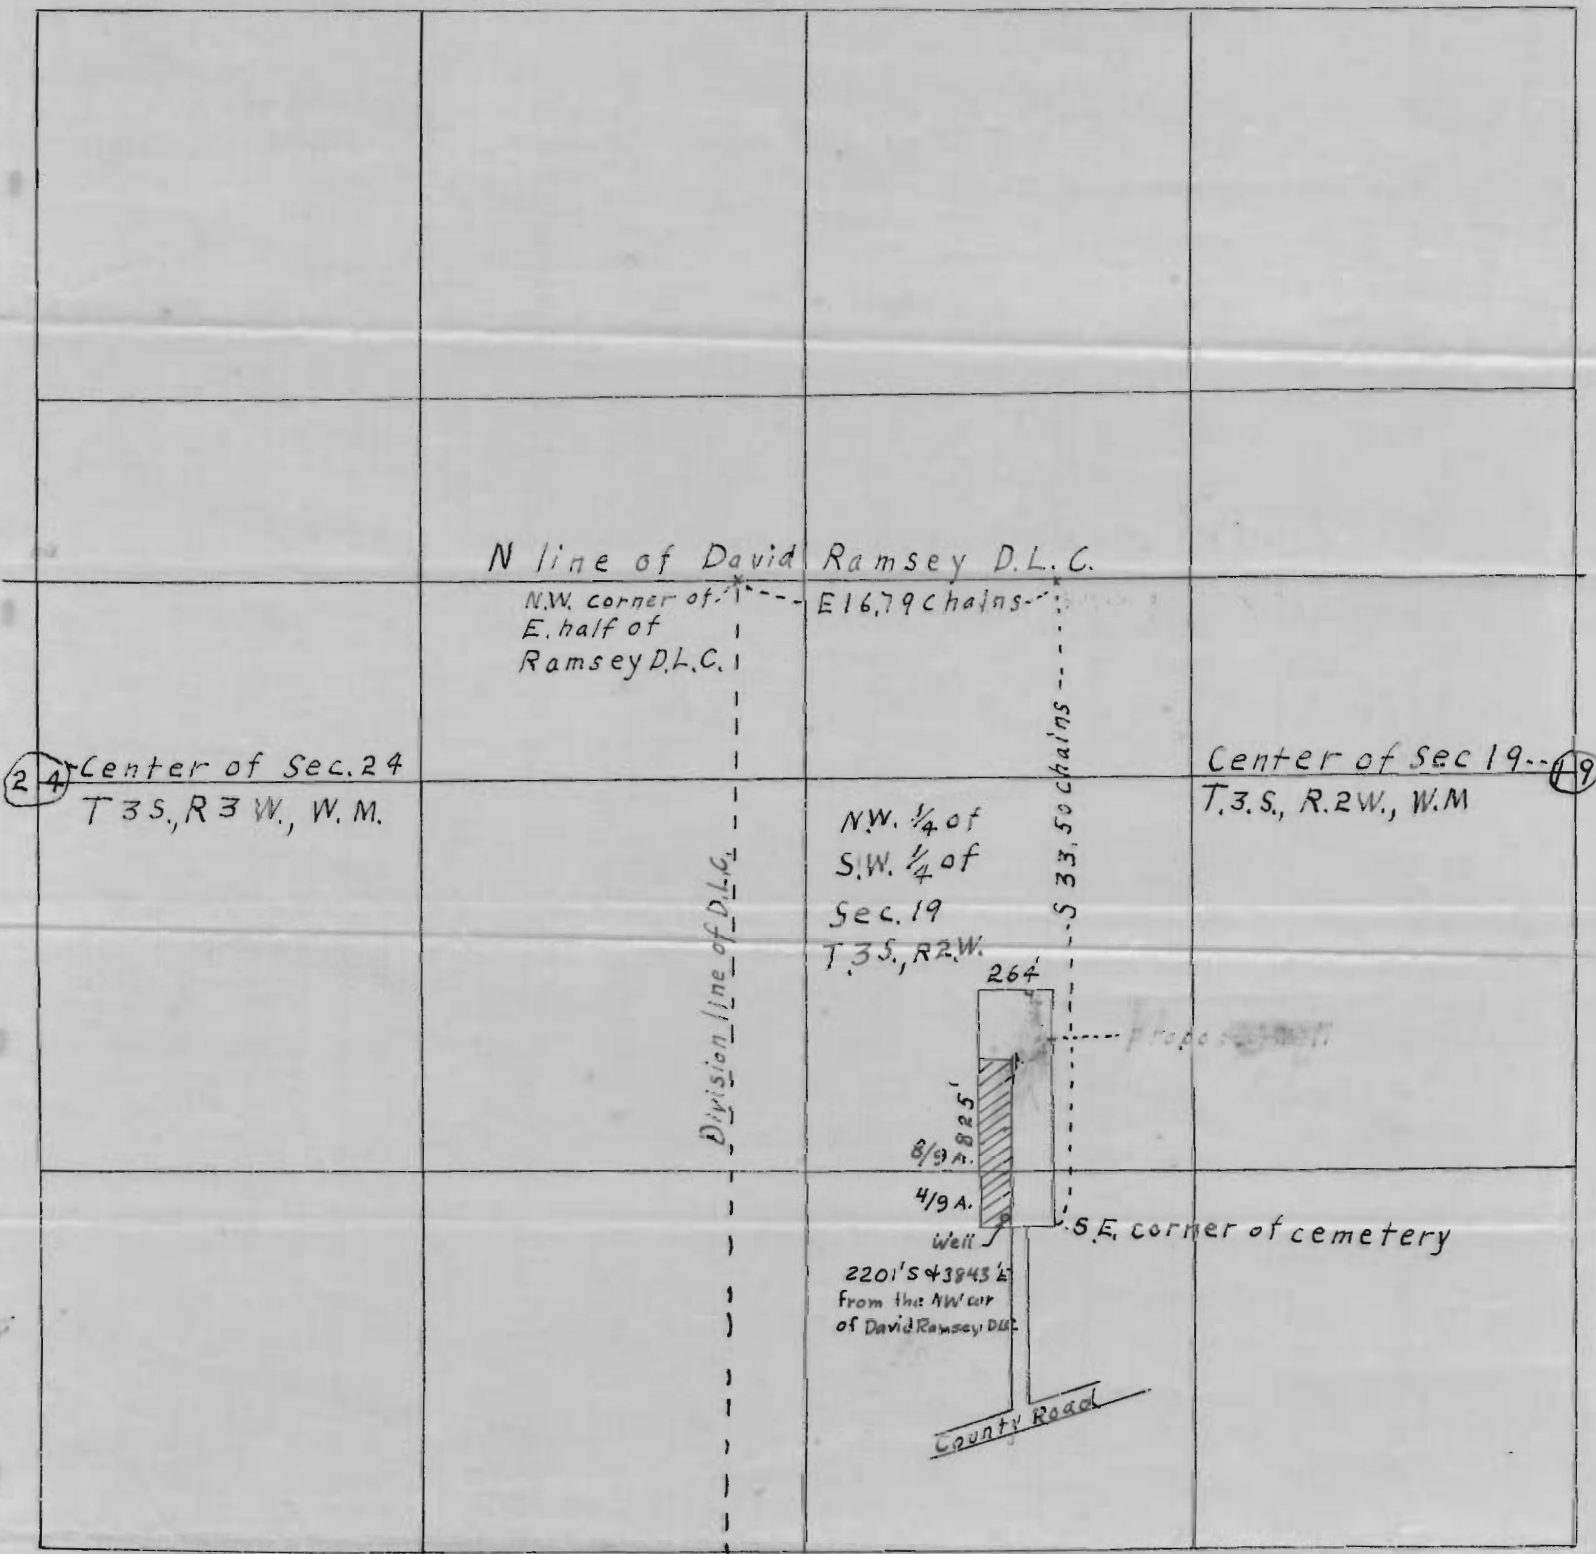 N line of David Ramsey D.L.C.
N.W. corner of
E. half of
Ramsey D.L.C.
E 16.79 Chains
S 33.50 chains
24
Center of Sec. 24
T 3 S., R 3 W., W. M.
Center of Sec 19
19
T. 3. S., R. 2 W., W. M
N.W. 1/4 of
S.W. 1/4 of
Sec. 19
T. 3 S., R 2. W.
Division line of D.L.C.
264'
proposed
825'
8/9 A.
4/9 A.
Well
S.E. corner of cemetery
2201' S & 3843' E
from the NW cor
of David Ramsey DLC
County Road